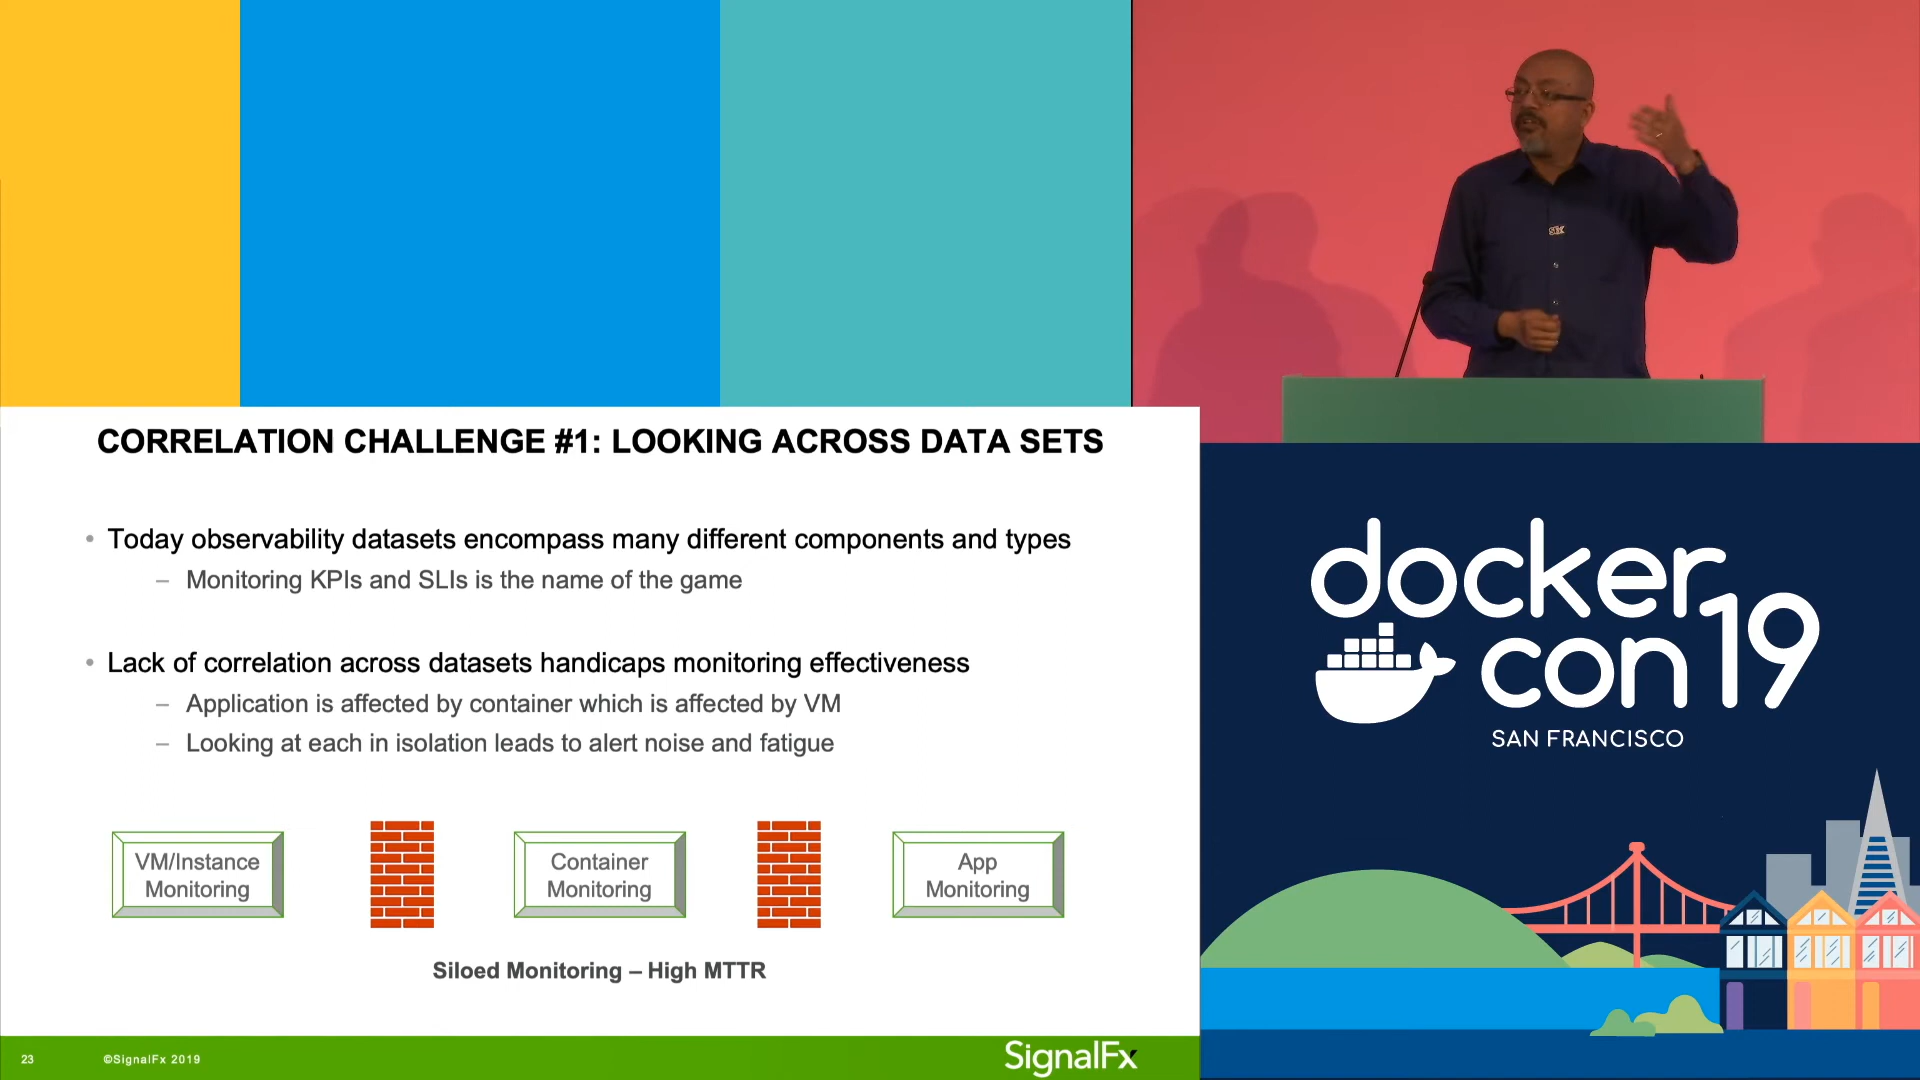 CORRELATION CHALLENGE #1: LOOKING ACROSS DATA SETS
• Today observability datasets encompass many different components and types
– Monitoring KPIs and SLIs is the name of the game
• Lack of correlation across datasets handicaps monitoring effectiveness
– Application is affected by container which is affected by VM
– Looking at each in isolation leads to alert noise and fatigue
VM/Instance
Monitoring
Container
Monitoring
App
Monitoring
Siloed Monitoring – High MTTR
23
©SignalFx 2019
SignalFx
docker
con19
SAN FRANCISCO